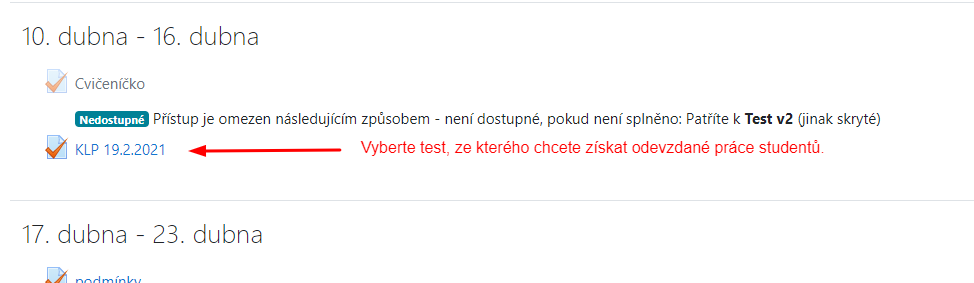 10. dubna - 16. dubna
Cvičeníčko
Nedostupné Přístup je omezen následujícím způsobem - není dostupné, pokud není splněno: Patříte k Test v2 (jinak skryté)
KLP 19.2.2021 Vyberte test, ze kterého chcete získat odevzdané práce studentů.
17. dubna - 23. dubna
podmínky